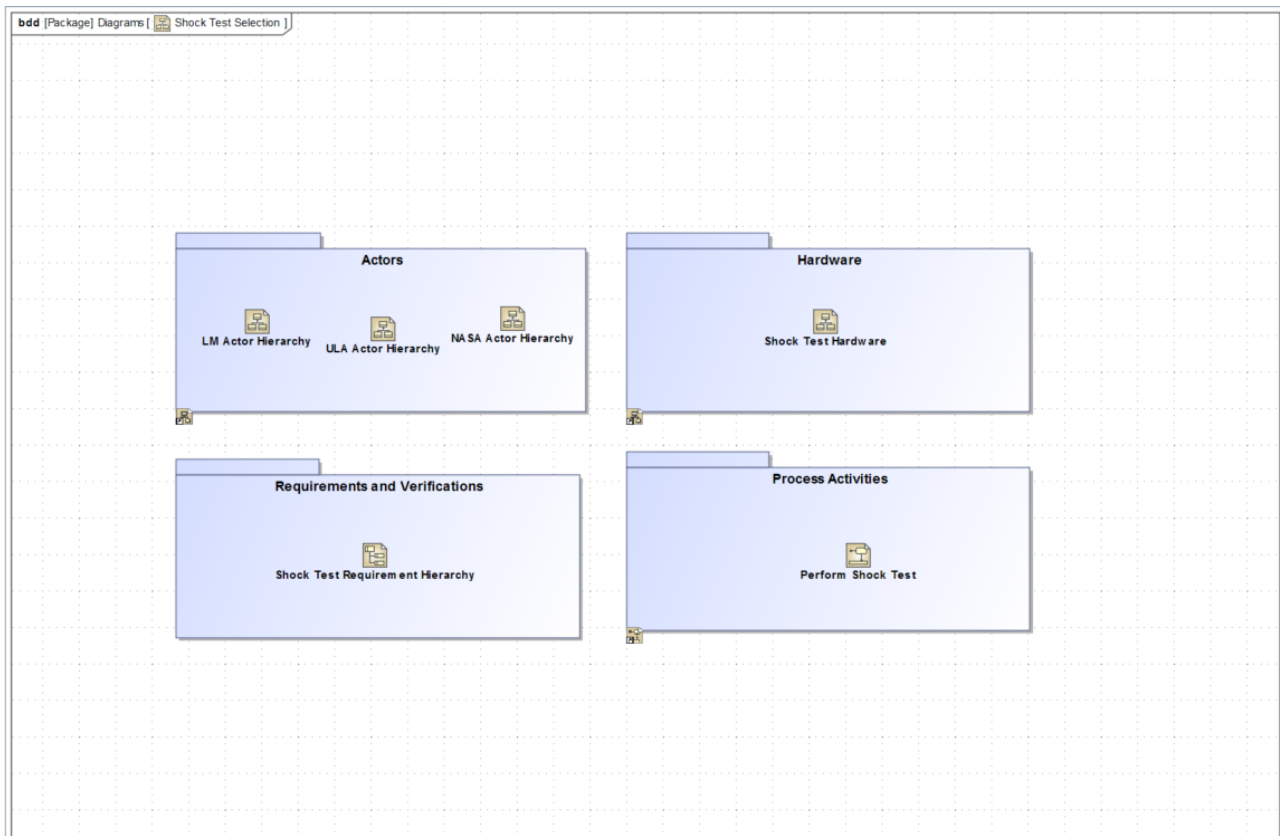 bdd [Package] Diagrams [ Shock Test Selection ]
Actors
LM Actor Hierarchy
ULA Actor Hierarchy
NASA Actor Hierarchy
Hardware
Shock Test Hardware
Requirements and Verifications
Shock Test Requirement Hierarchy
Process Activities
Perform Shock Test